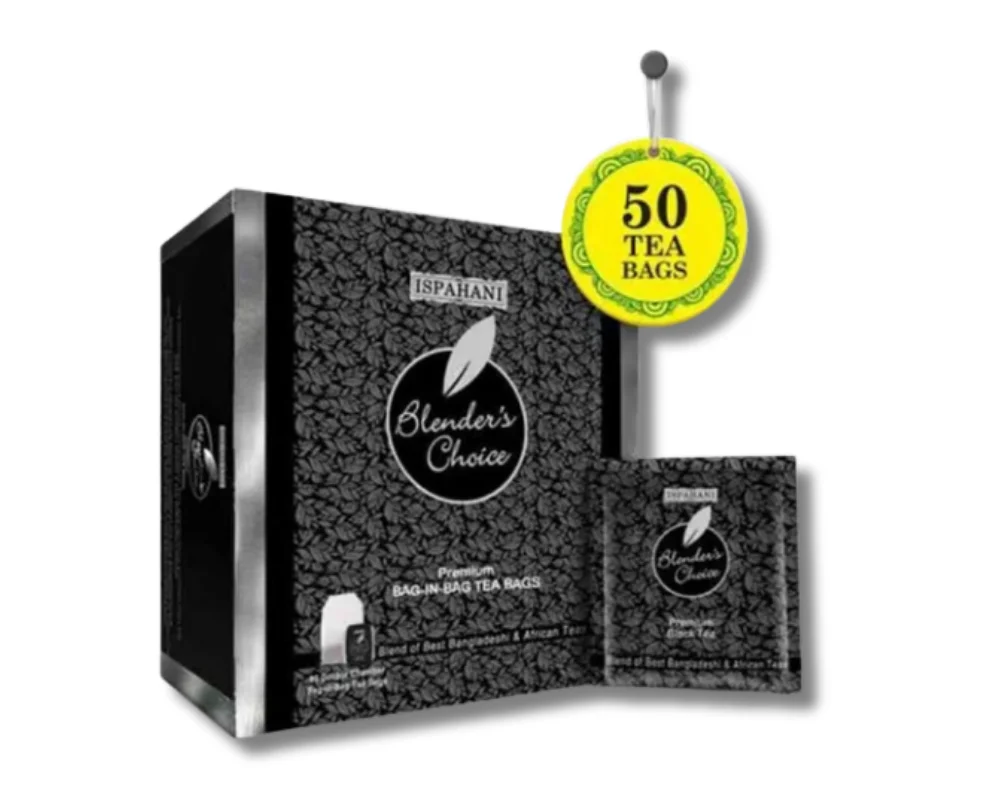 50
TEA
BAGS
ISPAHANI
Blender's
Choice
Premium
BAG-IN-BAG TEA BAGS
Blend of Best Bangladeshi & African Teas
ISPAHANI
Blender's
Choice
Premium
Black Tea
Blend of Best Bangladeshi & African Teas